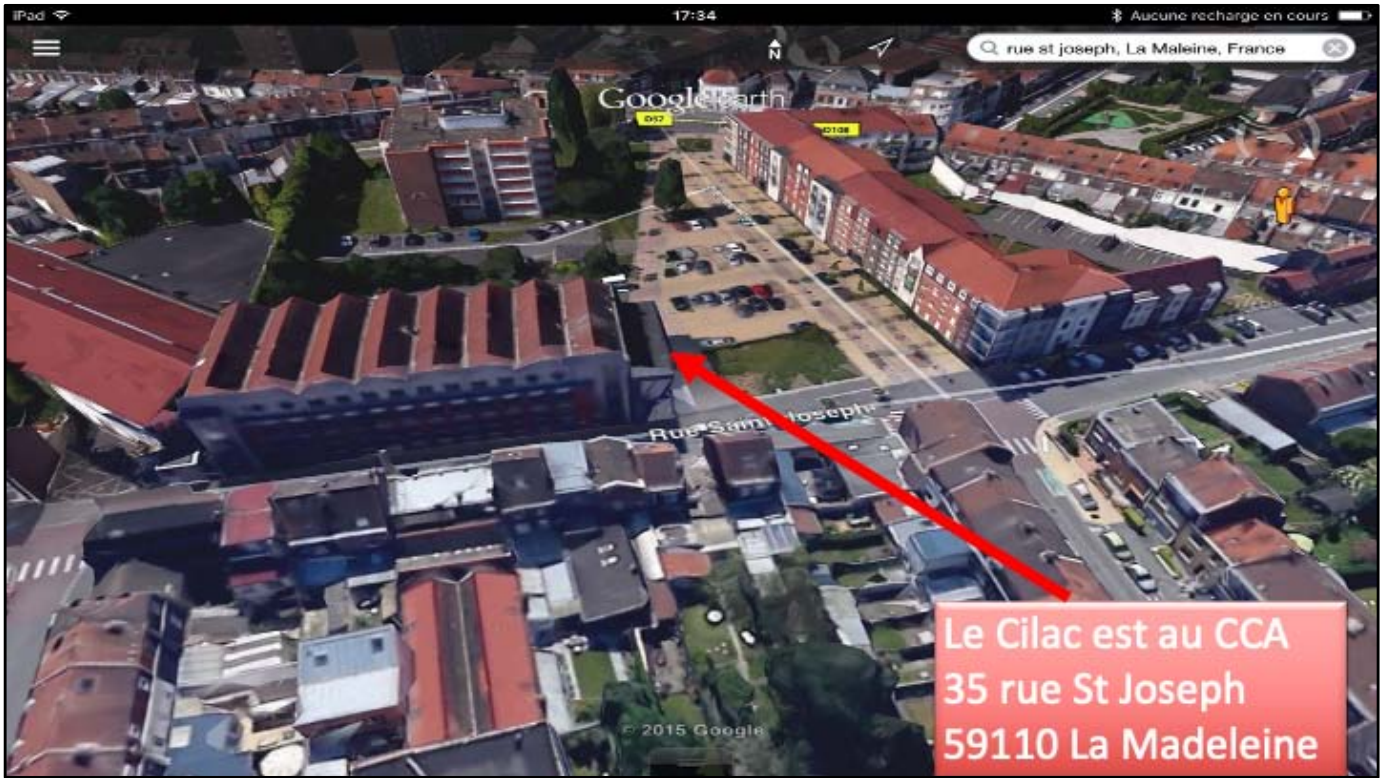 iPad 17:34 Aucune recharge en cours
rue st joseph, La Maleine, France
Google earth
D57
D108
N
Rue Saint-Joseph
Le Cilac est au CCA
35 rue St Joseph
59110 La Madeleine
© 2015 Google